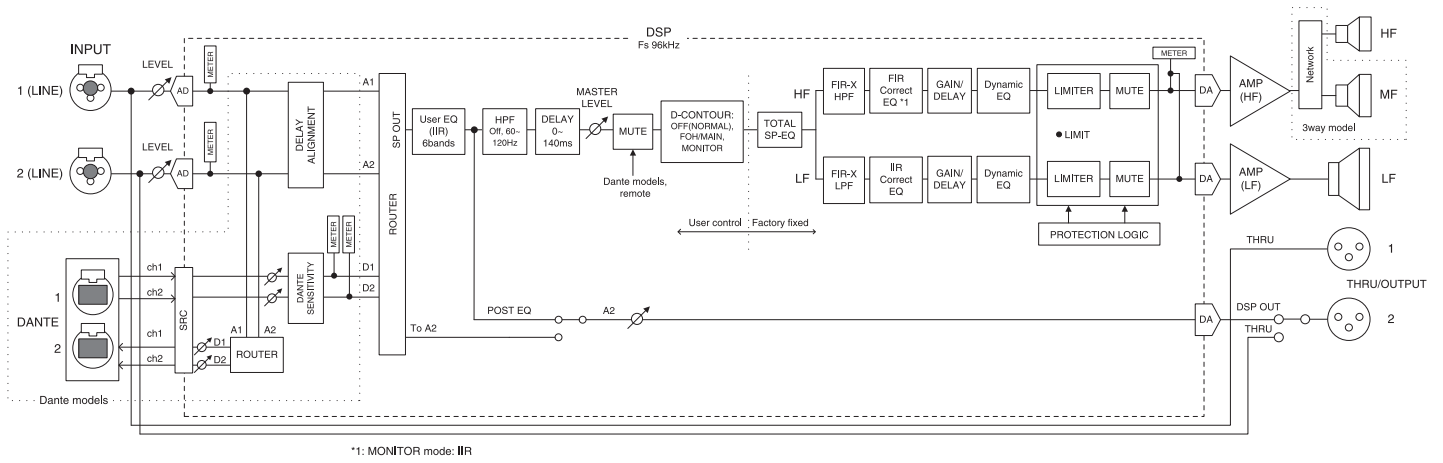 DSP
Fs 96kHz
INPUT
1 (LINE)
LEVEL
AD
METER
2 (LINE)
LEVEL
AD
METER
DELAY
ALIGNMENT
A1
A2
SP OUT
ROUTER
User EQ
(IIR)
6bands
HPF
Off, 60~
120Hz
DELAY
0~
140ms
MASTER
LEVEL
MUTE
Dante models,
remote
D-CONTOUR:
OFF(NORMAL),
FOH/MAIN,
MONITOR
TOTAL
SP-EQ
User control
Factory fixed
HF
FIR-X
HPF
FIR
Correct
EQ *1
GAIN/
DELAY
Dynamic
EQ
LIMITER
MUTE
LIMIT
METER
DA
AMP
(HF)
Network
HF
MF
3way model
LF
FIR-X
LPF
IIR
Correct
EQ
GAIN/
DELAY
Dynamic
EQ
LIMITER
MUTE
PROTECTION LOGIC
DA
AMP
(LF)
LF
DANTE
1
2
ch1
ch2
ch1
ch2
SRC
DANTE
SENSITIVITY
METER
METER
D1
D2
A1
A2
D1
D2
ROUTER
Dante models
To A2
POST EQ
A2
DA
THRU
1
THRU/OUTPUT
DSP OUT
THRU
2
*1: MONITOR mode: IIR